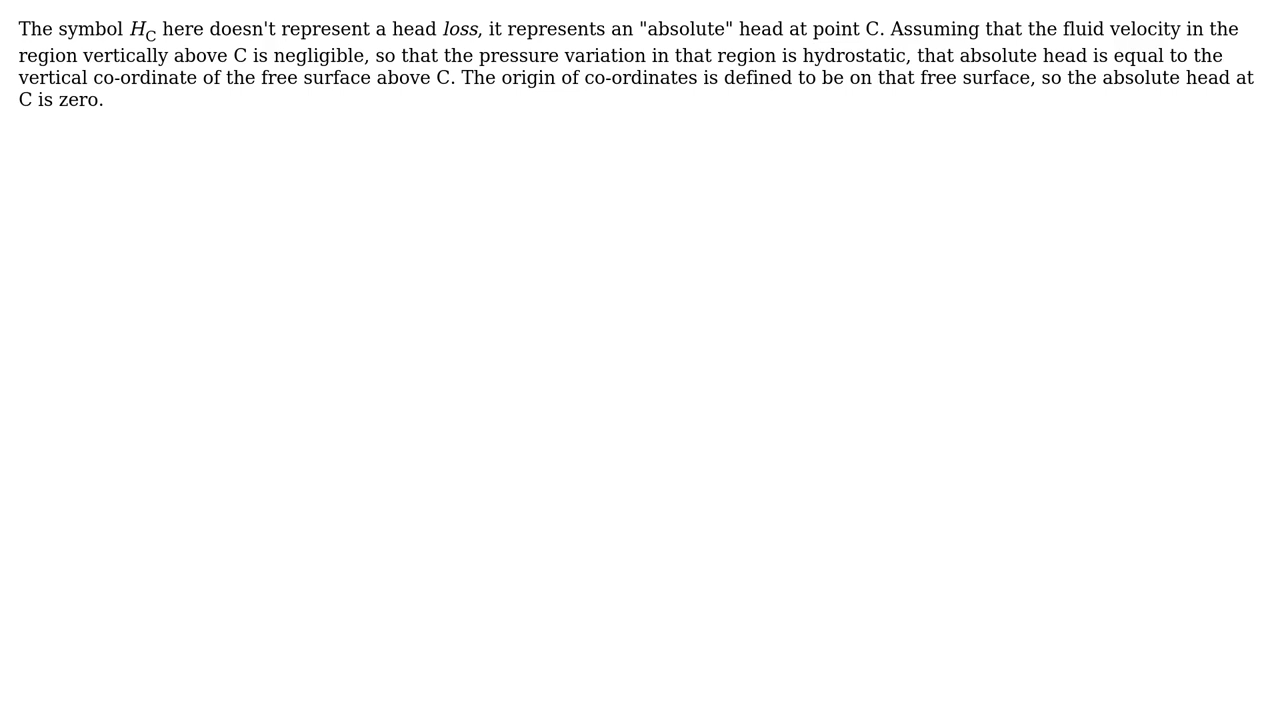 The symbol HC here doesn't represent a head loss, it represents an "absolute" head at point C. Assuming that the fluid velocity in the
region vertically above C is negligible, so that the pressure variation in that region is hydrostatic, that absolute head is equal to the
vertical co-ordinate of the free surface above C. The origin of co-ordinates is defined to be on that free surface, so the absolute head at
C is zero.